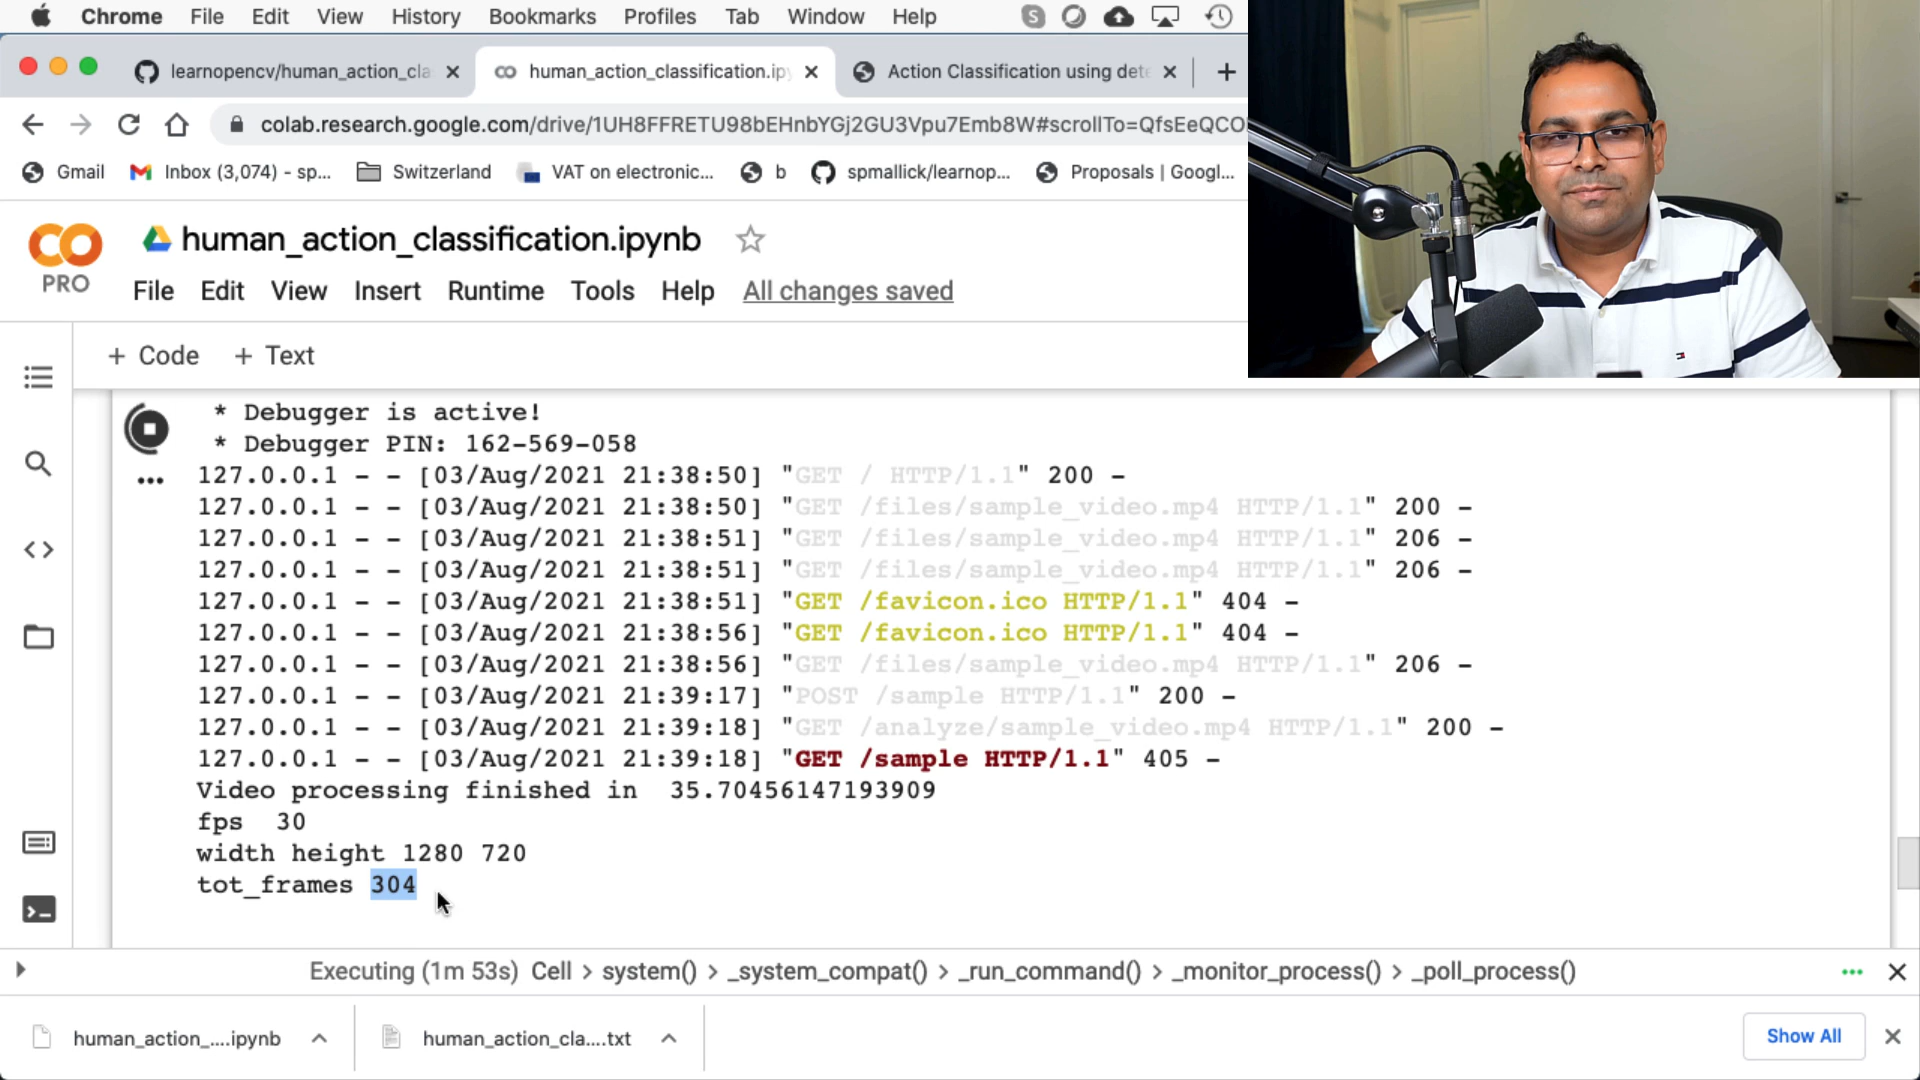 Chrome File Edit View History Bookmarks Profiles Tab Window Help
learnopencv/human_action_cla
human_action_classification.ip
Action Classification using det
colab.research.google.com/drive/1UH8FFRETU98bEHnbYGj2GU3Vpu7Emb8W#scrollTo=QfsEeQCO
Gmail
Inbox (3,074) - sp...
Switzerland
VAT on electronic...
b
spmallick/learnop...
Proposals | Googl...
CO
PRO
human_action_classification.ipynb
File Edit View Insert Runtime Tools Help All changes saved
+ Code + Text
* Debugger is active!
* Debugger PIN: 162-569-058
127.0.0.1 - - [03/Aug/2021 21:38:50] "GET / HTTP/1.1" 200 -
127.0.0.1 - - [03/Aug/2021 21:38:50] "GET /files/sample_video.mp4 HTTP/1.1" 200 -
127.0.0.1 - - [03/Aug/2021 21:38:51] "GET /files/sample_video.mp4 HTTP/1.1" 206 -
127.0.0.1 - - [03/Aug/2021 21:38:51] "GET /files/sample_video.mp4 HTTP/1.1" 206 -
127.0.0.1 - - [03/Aug/2021 21:38:51] "GET /favicon.ico HTTP/1.1" 404 -
127.0.0.1 - - [03/Aug/2021 21:38:56] "GET /favicon.ico HTTP/1.1" 404 -
127.0.0.1 - - [03/Aug/2021 21:38:56] "GET /files/sample_video.mp4 HTTP/1.1" 206 -
127.0.0.1 - - [03/Aug/2021 21:39:17] "POST /sample HTTP/1.1" 200 -
127.0.0.1 - - [03/Aug/2021 21:39:18] "GET /analyze/sample_video.mp4 HTTP/1.1" 200 -
127.0.0.1 - - [03/Aug/2021 21:39:18] "GET /sample HTTP/1.1" 405 -
Video processing finished in 35.70456147193909
fps 30
width height 1280 720
tot_frames 304
Executing (1m 53s) Cell > system() > _system_compat() > _run_command() > _monitor_process() > _poll_process()
human_action_....ipynb
human_action_cla....txt
Show All